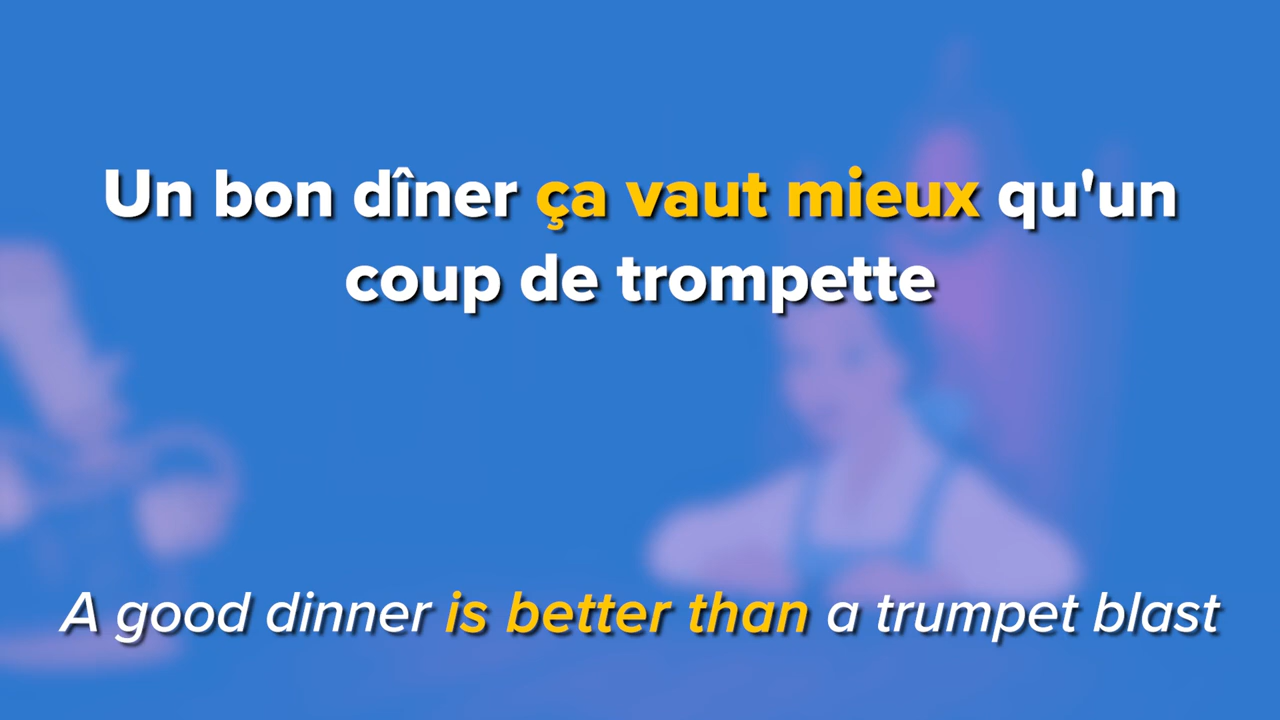 Un bon dîner ça vaut mieux qu'un
coup de trompette
A good dinner is better than a trumpet blast